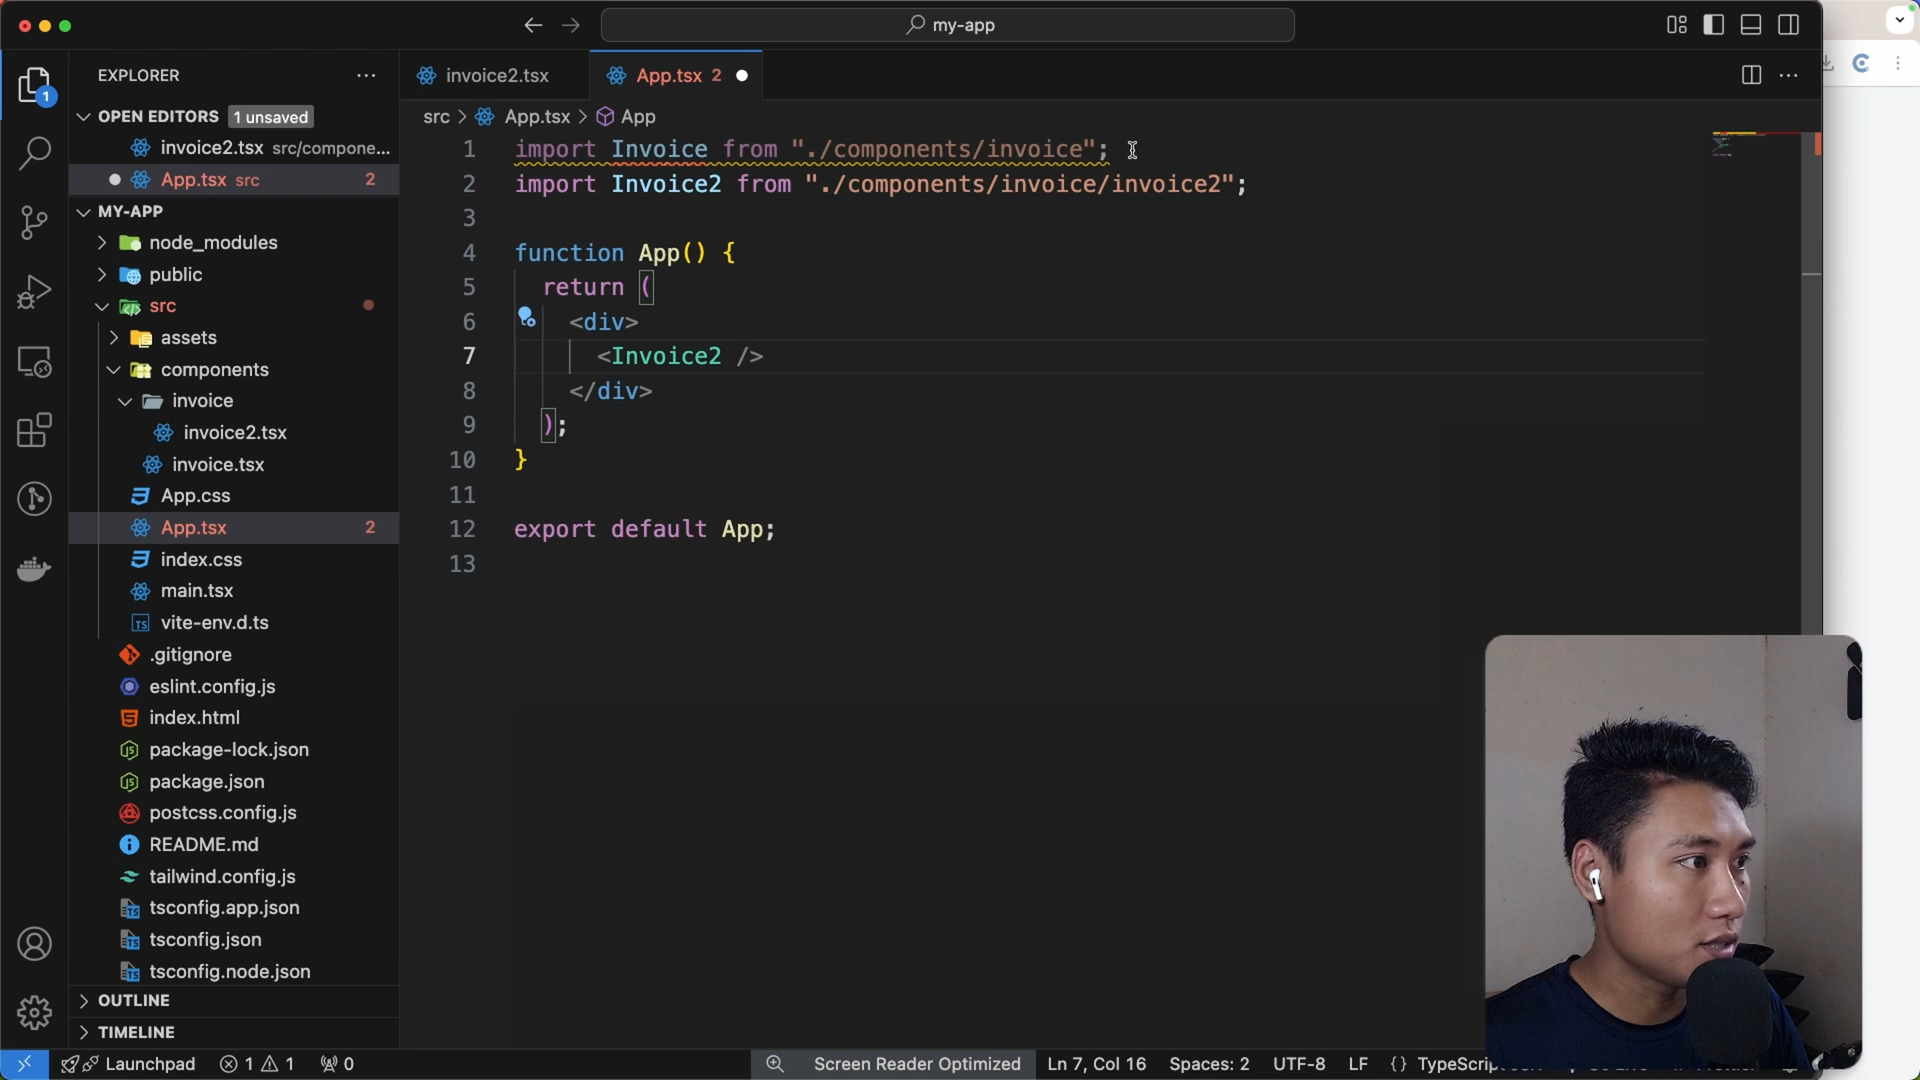 my-app
EXPLORER
invoice2.tsx
App.tsx 2
OPEN EDITORS 1 unsaved
src > App.tsx > App
invoice2.tsx src/compone...
App.tsx src 2
MY-APP
node_modules
public
src
assets
components
invoice
invoice2.tsx
invoice.tsx
App.css
App.tsx 2
index.css
main.tsx
vite-env.d.ts
.gitignore
eslint.config.js
index.html
package-lock.json
package.json
postcss.config.js
README.md
tailwind.config.js
tsconfig.app.json
tsconfig.json
tsconfig.node.json
OUTLINE
TIMELINE
1
1 import Invoice from "./components/invoice";
2 import Invoice2 from "./components/invoice/invoice2";
3
4 function App() {
5 return (
6 <div>
7 <Invoice2 />
8 </div>
9 );
10 }
11
12 export default App;
13
Launchpad 1 1 0
Screen Reader Optimized Ln 7, Col 16 Spaces: 2 UTF-8 LF {}